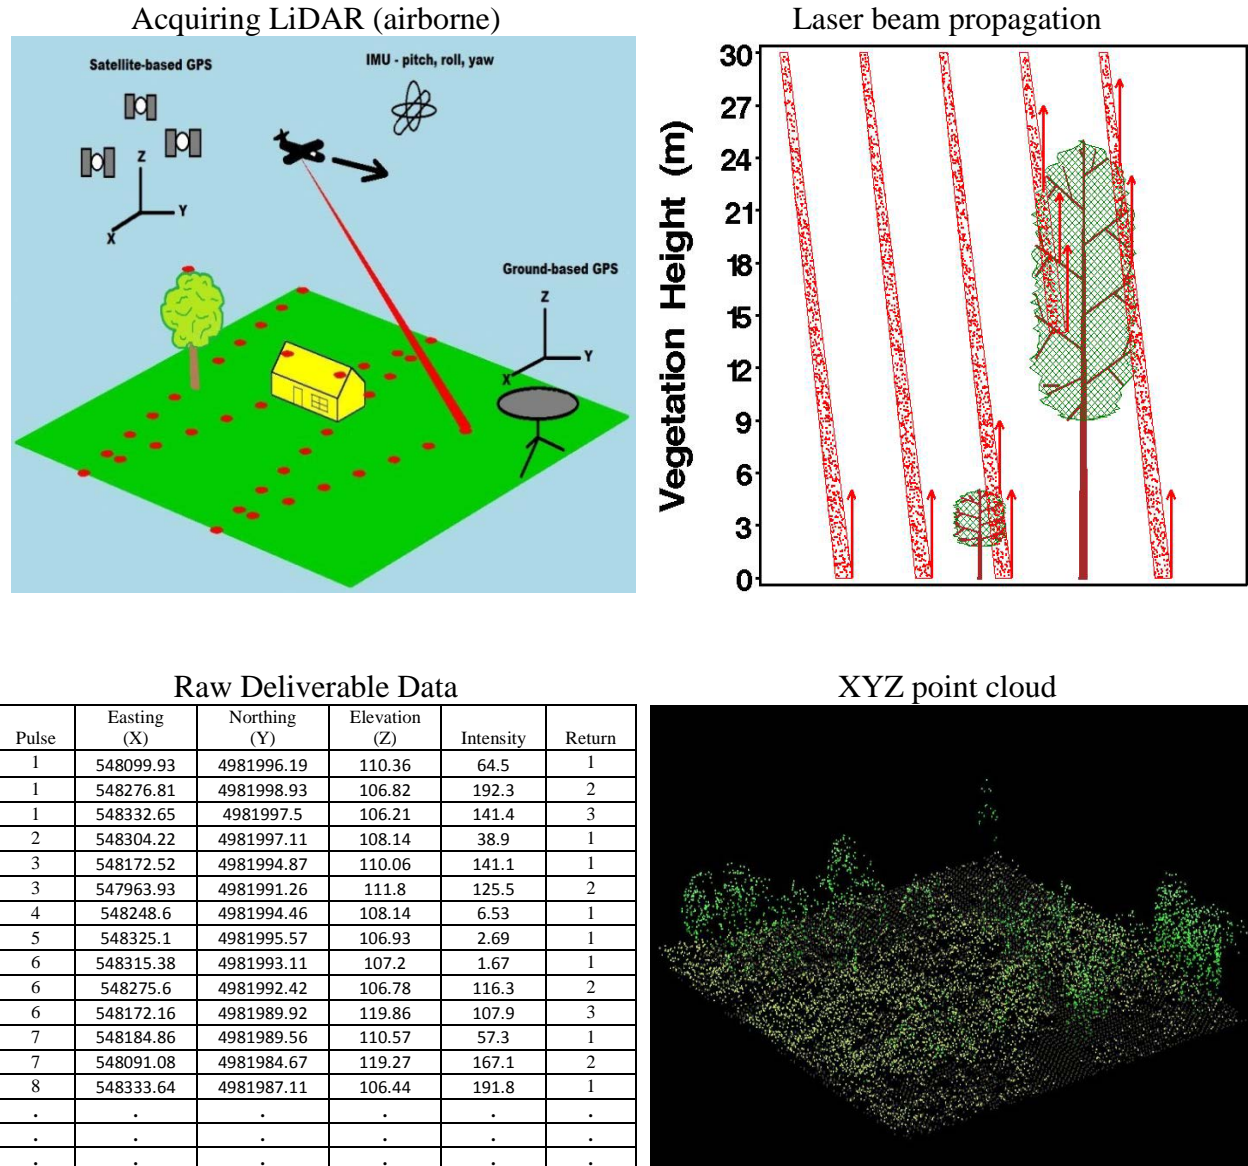 Acquiring LiDAR (airborne)
Satellite-based GPS
IMU - pitch, roll, yaw
Z
Y
X
Ground-based GPS
Z
Y
X
Laser beam propagation
Vegetation Height (m)
30
27
24
21
18
15
12
9
6
3
0
Raw Deliverable Data
Pulse Easting (X) Northing (Y) Elevation (Z) Intensity Return
1 548099.93 4981996.19 110.36 64.5 1
1 548276.81 4981998.93 106.82 192.3 2
1 548332.65 4981997.5 106.21 141.4 3
2 548304.22 4981997.11 108.14 38.9 1
3 548172.52 4981994.87 110.06 141.1 1
3 547963.93 4981991.26 111.8 125.5 2
4 548248.6 4981994.46 108.14 6.53 1
5 548325.1 4981995.57 106.93 2.69 1
6 548315.38 4981993.11 107.2 1.67 1
6 548275.6 4981992.42 106.78 116.3 2
6 548172.16 4981989.92 119.86 107.9 3
7 548184.86 4981989.56 110.57 57.3 1
7 548091.08 4981984.67 119.27 167.1 2
8 548333.64 4981987.11 106.44 191.8 1
. . . . . .
. . . . . .
. . . . . .
XYZ point cloud